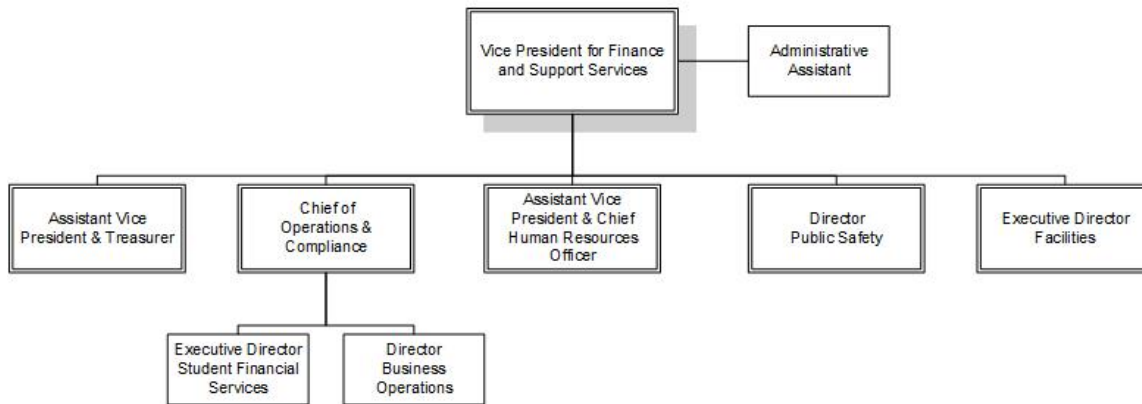 Vice President for Finance
and Support Services
Administrative
Assistant
Assistant Vice
President & Treasurer
Chief of
Operations &
Compliance
Assistant Vice
President & Chief
Human Resources
Officer
Director
Public Safety
Executive Director
Facilities
Executive Director
Student Financial
Services
Director
Business
Operations